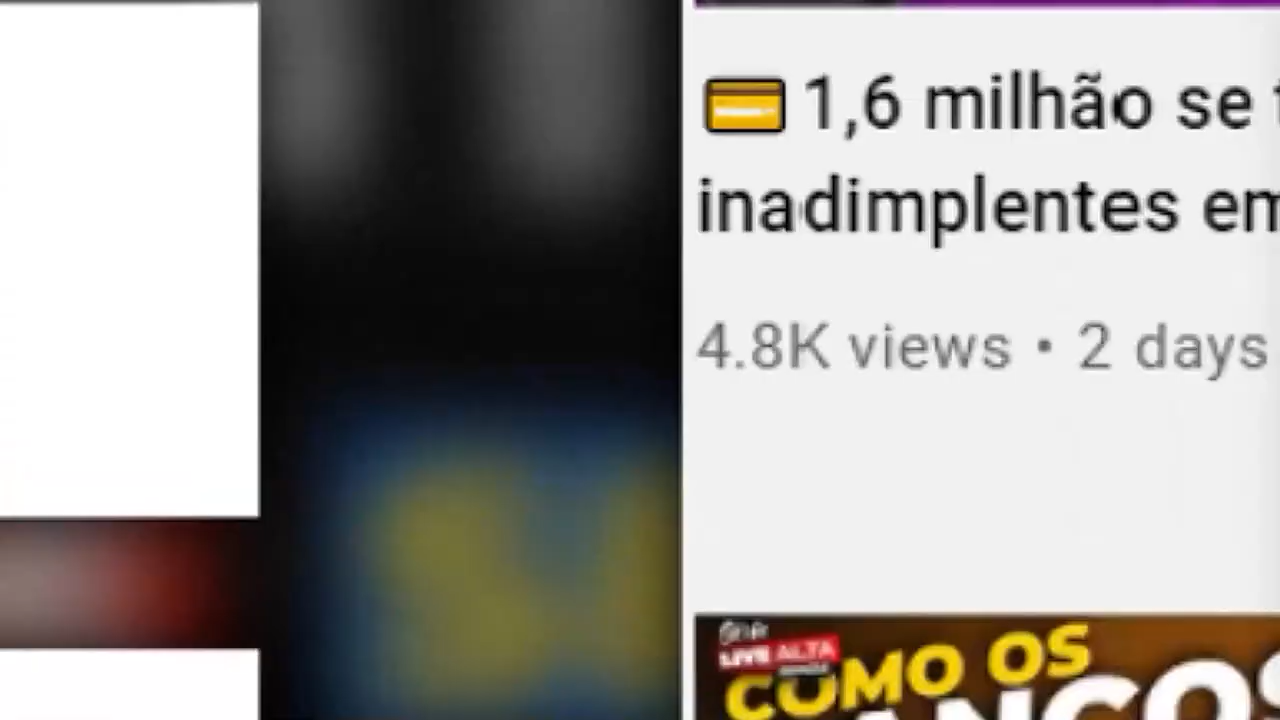 💳 1,6 milhão se
inadimplentes em
4.8K views • 2 days
LIVE ALTA
COMO OS